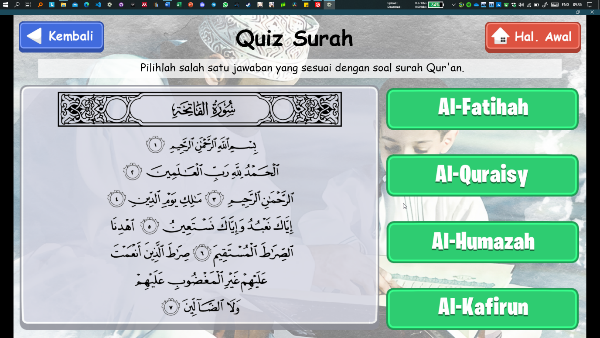 Kembali
Quiz Surah
Hal. Awal
Pilihlah salah satu jawaban yang sesuai dengan soal surah Qur'an.
سُورَةُ الفَاتِحَةِ
بِسْمِ اللَّهِ الرَّحْمَٰنِ الرَّحِيمِ ١
الْحَمْدُ لِلَّهِ رَبِّ الْعَالَمِينَ ٢
الرَّحْمَٰنِ الرَّحِيمِ ٣ مَالِكِ يَوْمِ الدِّينِ ٤
إِيَّاكَ نَعْبُدُ وَإِيَّاكَ نَسْتَعِينُ ٥ اهْدِنَا
الصِّرَاطَ الْمُسْتَقِيمَ ٦ صِرَاطَ الَّذِينَ أَنْعَمْتَ
عَلَيْهِمْ غَيْرِ الْمَغْضُوبِ عَلَيْهِمْ
وَلَا الضَّالِّينَ ٧
Al-Fatihah
Al-Quraisy
Al-Humazah
Al-Kafirun